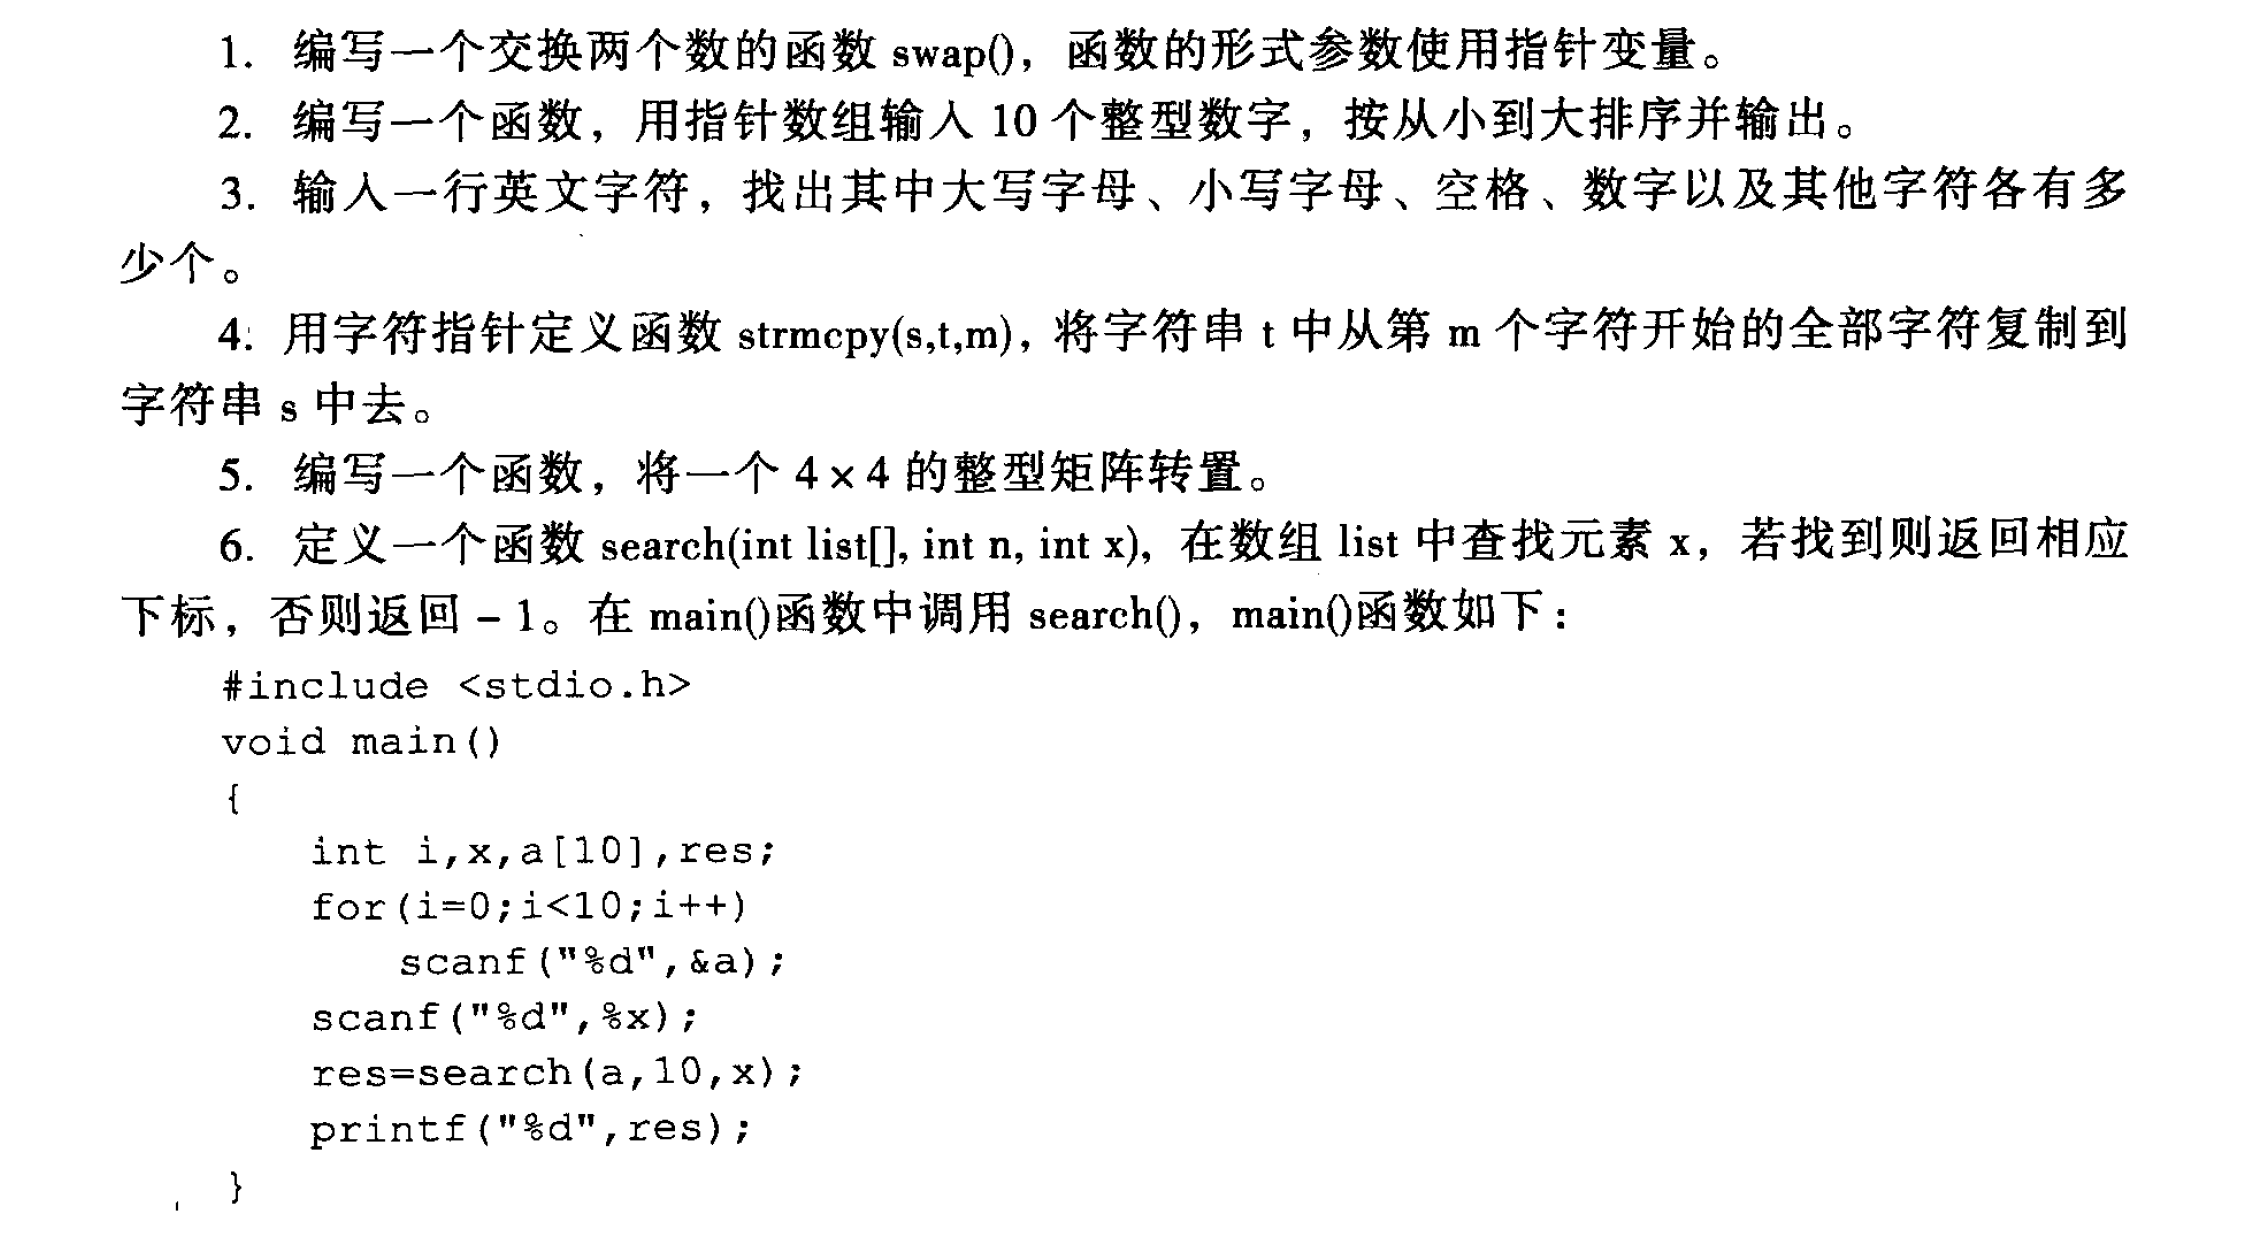 1. 编写一个交换两个数的函数 swap()，函数的形式参数使用指针变量。
2. 编写一个函数，用指针数组输入 10 个整型数字，按从小到大排序并输出。
3. 输入一行英文字符，找出其中大写字母、小写字母、空格、数字以及其他字符各有多
少个。
4. 用字符指针定义函数 strmcpy(s,t,m)，将字符串 t 中从第 m 个字符开始的全部字符复制到
字符串 s 中去。
5. 编写一个函数，将一个 4×4 的整型矩阵转置。
6. 定义一个函数 search(int list[], int n, int x)，在数组 list 中查找元素 x，若找到则返回相应
下标，否则返回 –1。在 main()函数中调用 search()，main()函数如下：
#include <stdio.h>
void main()
{
int i,x,a[10],res;
for(i=0;i<10;i++)
scanf("%d",&a);
scanf("%d",%x);
res=search(a,10,x);
printf("%d",res);
}